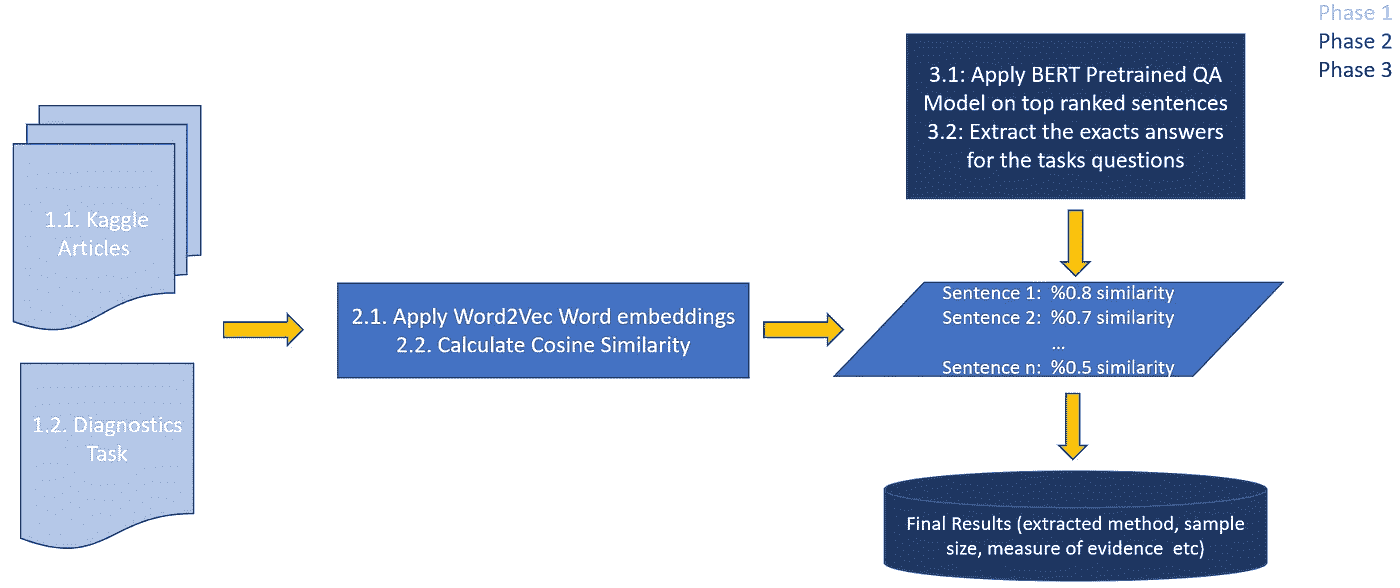 Phase 1
Phase 2
Phase 3
1.1. Kaggle
Articles
1.2. Diagnostics
Task
2.1. Apply Word2Vec Word embeddings
2.2. Calculate Cosine Similarity
3.1: Apply BERT Pretrained QA
Model on top ranked sentences
3.2: Extract the exacts answers
for the tasks questions
Sentence 1: %0.8 similarity
Sentence 2: %0.7 similarity
...
Sentence n: %0.5 similarity
Final Results (extracted method, sample
size, measure of evidence etc)